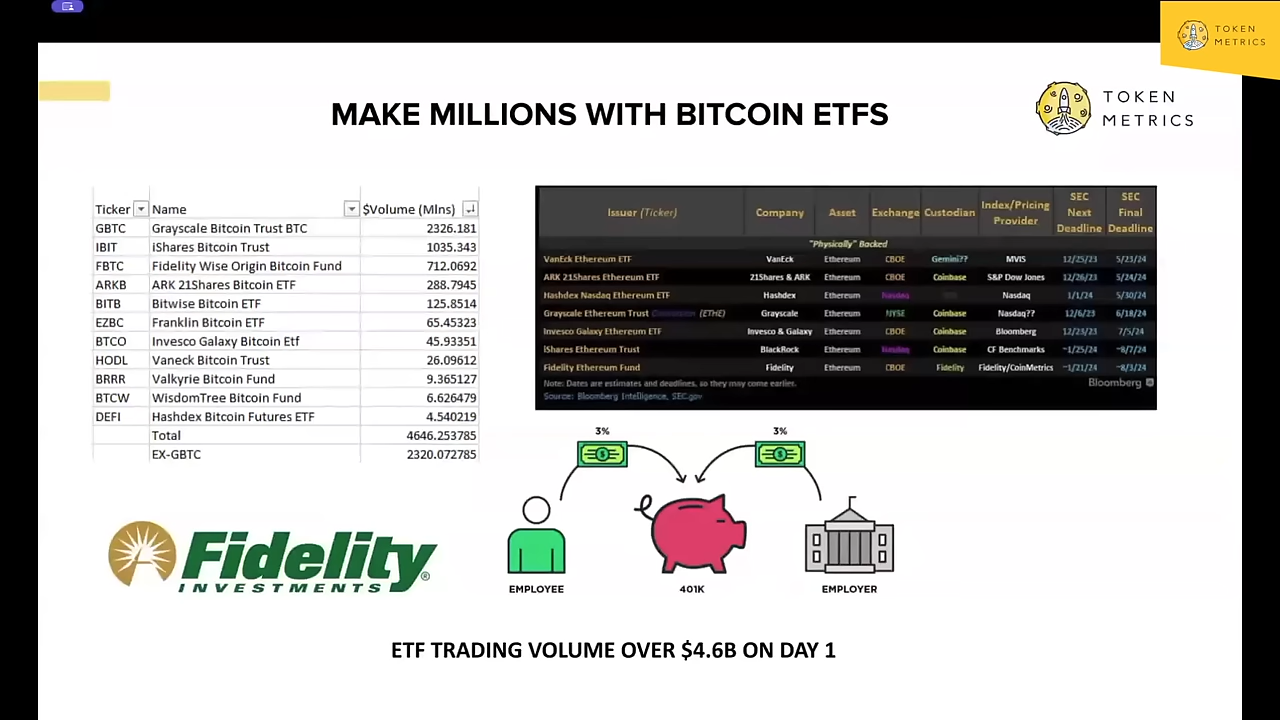 TOKEN
METRICS
MAKE MILLIONS WITH BITCOIN ETFS
TOKEN
METRICS
Ticker Name $Volume (Mlns)
GBTC Grayscale Bitcoin Trust BTC 2326.181
IBIT iShares Bitcoin Trust 1035.343
FBTC Fidelity Wise Origin Bitcoin Fund 712.0692
ARKB ARK 21Shares Bitcoin ETF 288.7945
BITB Bitwise Bitcoin ETF 125.8514
EZBC Franklin Bitcoin ETF 65.45323
BTCO Invesco Galaxy Bitcoin Etf 45.93351
HODL Vaneck Bitcoin Trust 26.09612
BRRR Valkyrie Bitcoin Fund 9.365127
BTCW WisdomTree Bitcoin Fund 6.626479
DEFI Hashdex Bitcoin Futures ETF 4.540219
Total 4646.253785
EX-GBTC 2320.072785
Issuer (Ticker) Company Asset Exchange Custodian Index/Pricing Provider SEC Next Deadline SEC Final Deadline
"Physically" Backed
VanEck Ethereum ETF VanEck Ethereum CBOE Gemini?? MVIS 12/25/23 5/23/24
ARK 21Shares Ethereum ETF 21Shares & ARK Ethereum CBOE Coinbase S&P Dow Jones 12/26/23 5/24/24
Hashdex Nasdaq Ethereum ETF Hashdex Ethereum Nasdaq Nasdaq 1/1/24 5/30/24
Grayscale Ethereum Trust (ETHE) Grayscale Ethereum NYSE Coinbase Nasdaq?? 12/6/23 6/18/24
Invesco Galaxy Ethereum ETF Invesco & Galaxy Ethereum CBOE Coinbase Bloomberg 12/23/23 7/5/24
iShares Ethereum Trust BlackRock Ethereum Nasdaq Coinbase CF Benchmarks ~1/25/24 ~8/7/24
Fidelity Ethereum Fund Fidelity Ethereum CBOE Fidelity Fidelity/CoinMetrics ~1/21/24 ~8/3/24
Note: Dates are estimates and deadlines, so they may come earlier.
Source: Bloomberg Intelligence, SEC.gov
Bloomberg
3% 3%
EMPLOYEE 401K EMPLOYER
Fidelity
INVESTMENTS®
ETF TRADING VOLUME OVER $4.6B ON DAY 1